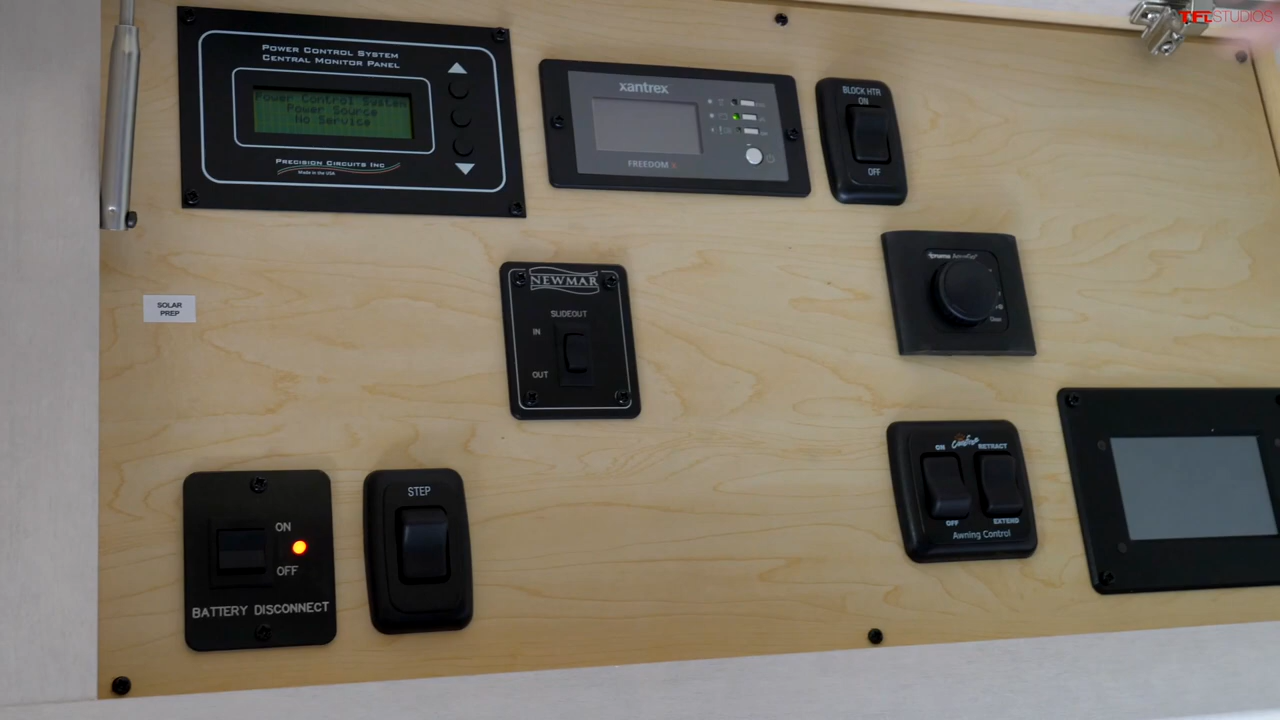 TFLSTUDIOS
POWER CONTROL SYSTEM
CENTRAL MONITOR PANEL
Power Control System
Power Source
No Service
PRECISION CIRCUITS INC
Made in the USA
xantrex
FREEDOM
BLOCK HTR
ON
OFF
SOLAR
PREP
NEWMAR
SLIDEOUT
IN
OUT
ON
OFF
BATTERY DISCONNECT
STEP
ON
RETRACT
OFF
EXTEND
Awning Control